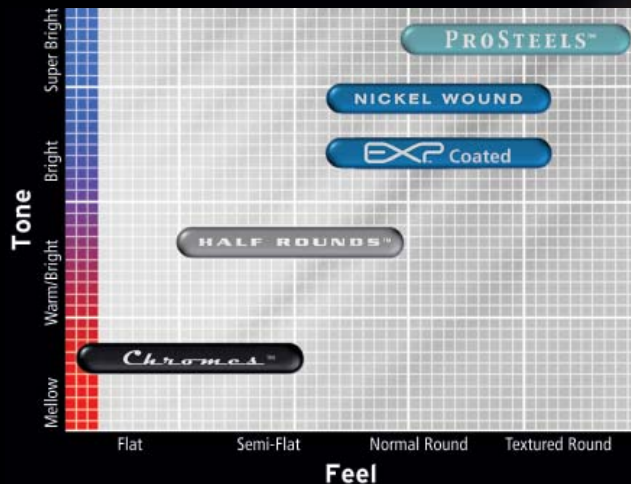 Super Bright
PROSTEELS™
NICKEL WOUND
Bright
EXP. Coated
Tone
HALF ROUNDS™
Warm/Bright
Chromes™
Mellow
Flat
Semi-Flat
Normal Round
Textured Round
Feel